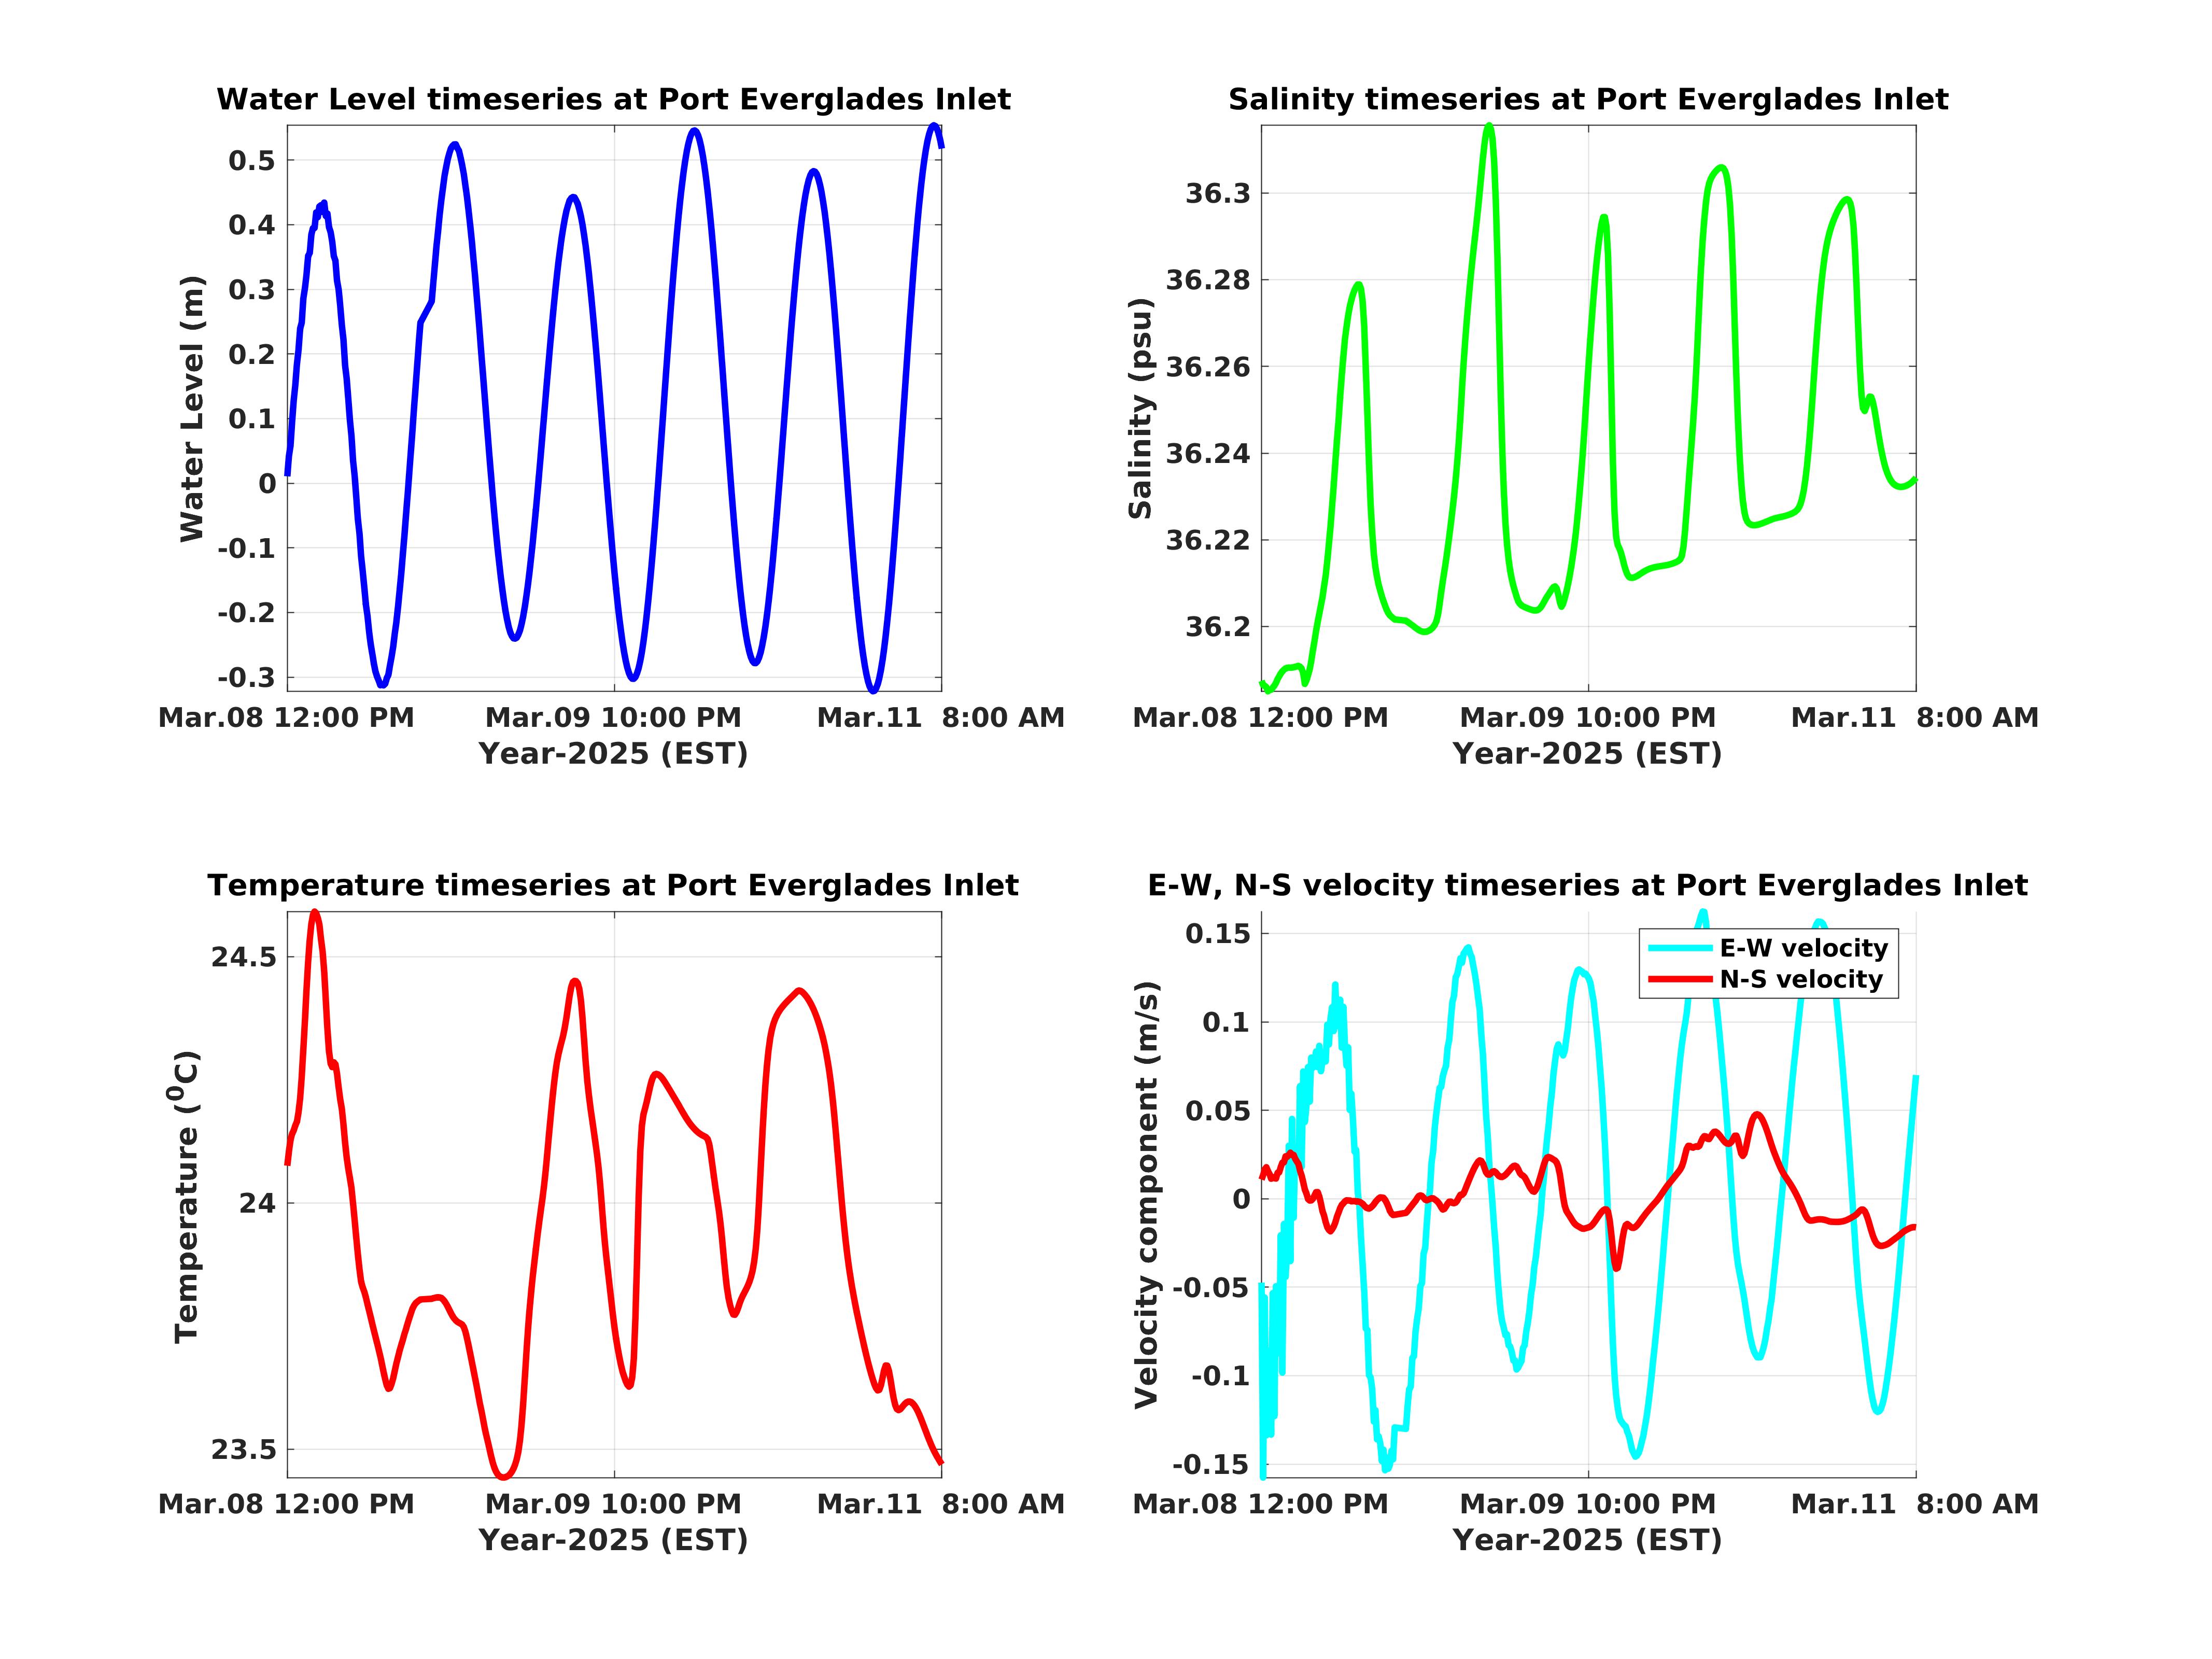 Water Level timeseries at Port Everglades Inlet
Water Level (m)
0.5
0.4
0.3
0.2
0.1
0
-0.1
-0.2
-0.3
Mar.08 12:00 PM Mar.09 10:00 PM Mar.11 8:00 AM
Year-2025 (EST)
Salinity timeseries at Port Everglades Inlet
Salinity (psu)
36.3
36.28
36.26
36.24
36.22
36.2
Mar.08 12:00 PM Mar.09 10:00 PM Mar.11 8:00 AM
Year-2025 (EST)
Temperature timeseries at Port Everglades Inlet
Temperature (⁰C)
24.5
24
23.5
Mar.08 12:00 PM Mar.09 10:00 PM Mar.11 8:00 AM
Year-2025 (EST)
E-W, N-S velocity timeseries at Port Everglades Inlet
Velocity component (m/s)
0.15
0.1
0.05
0
-0.05
-0.1
-0.15
E-W velocity
N-S velocity
Mar.08 12:00 PM Mar.09 10:00 PM Mar.11 8:00 AM
Year-2025 (EST)